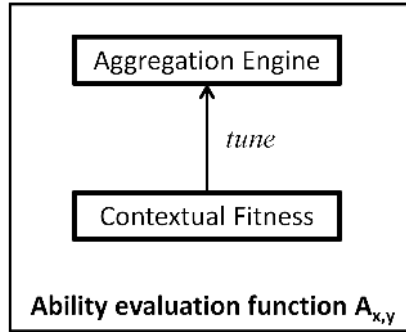 Aggregation Engine
tune
Contextual Fitness
Ability evaluation function Ax,y